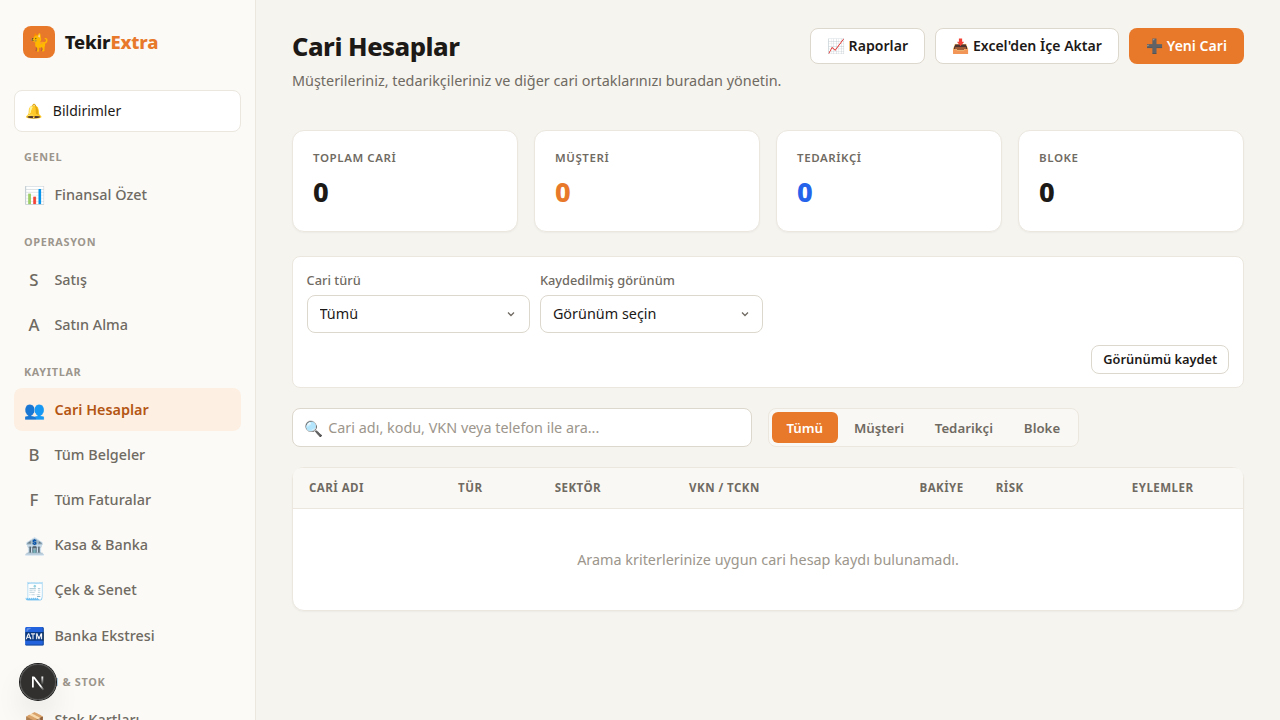 TekirExtra
Bildirimler
GENEL
Finansal Özet
OPERASYON
S Satış
A Satın Alma
KAYITLAR
Cari Hesaplar
B Tüm Belgeler
F Tüm Faturalar
Kasa & Banka
Çek & Senet
ATM Banka Ekstresi
N & STOK
Stok Kartları
Cari Hesaplar
Müşterileriniz, tedarikçileriniz ve diğer cari ortaklarınızı buradan yönetin.
Raporlar
Excel'den İçe Aktar
Yeni Cari
TOPLAM CARİ
0
MÜŞTERİ
0
TEDARİKÇİ
0
BLOKE
0
Cari türü
Tümü
Kaydedilmiş görünüm
Görünüm seçin
Görünümü kaydet
Cari adı, kodu, VKN veya telefon ile ara...
Tümü Müşteri Tedarikçi Bloke
CARİ ADI TÜR SEKTÖR VKN / TCKN BAKİYE RİSK EYLEMLER
Arama kriterlerinize uygun cari hesap kaydı bulunamadı.